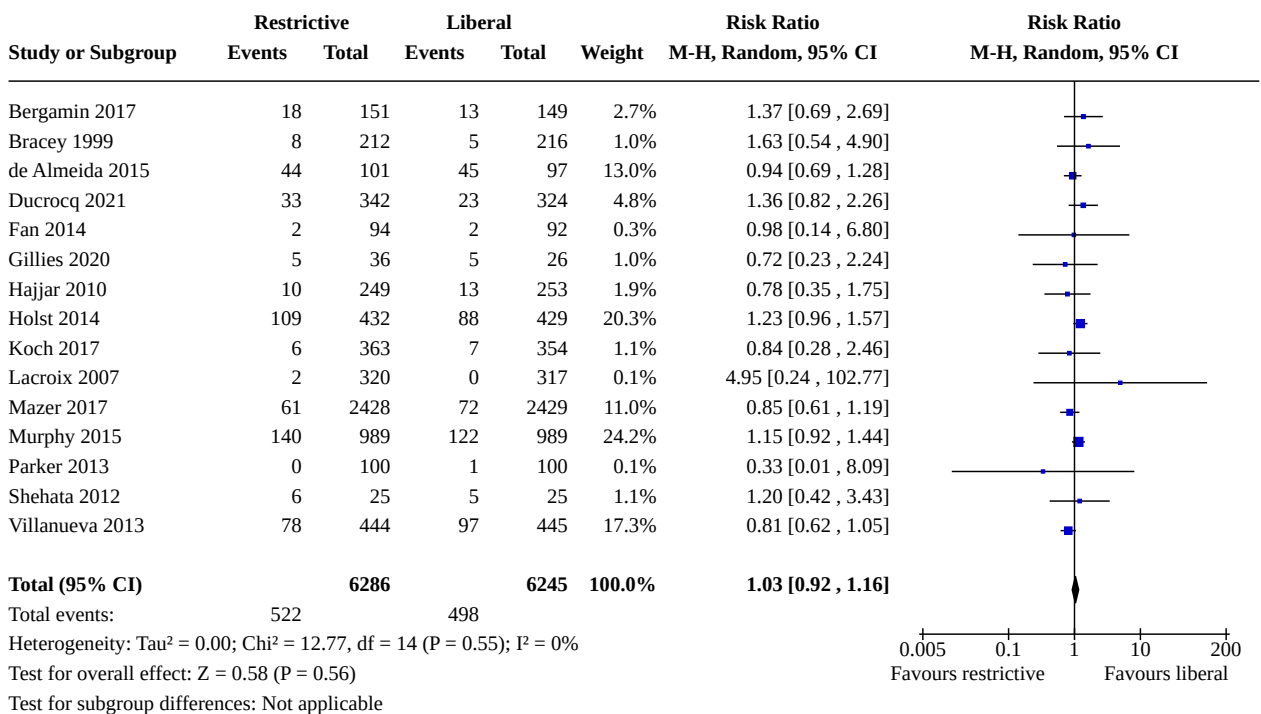 Restrictive Liberal Risk Ratio Risk Ratio
Study or Subgroup Events Total Events Total Weight M-H, Random, 95% CI M-H, Random, 95% CI
Bergamin 2017 18 151 13 149 2.7% 1.37 [0.69 , 2.69]
Bracey 1999 8 212 5 216 1.0% 1.63 [0.54 , 4.90]
de Almeida 2015 44 101 45 97 13.0% 0.94 [0.69 , 1.28]
Ducrocq 2021 33 342 23 324 4.8% 1.36 [0.82 , 2.26]
Fan 2014 2 94 2 92 0.3% 0.98 [0.14 , 6.80]
Gillies 2020 5 36 5 26 1.0% 0.72 [0.23 , 2.24]
Hajjar 2010 10 249 13 253 1.9% 0.78 [0.35 , 1.75]
Holst 2014 109 432 88 429 20.3% 1.23 [0.96 , 1.57]
Koch 2017 6 363 7 354 1.1% 0.84 [0.28 , 2.46]
Lacroix 2007 2 320 0 317 0.1% 4.95 [0.24 , 102.77]
Mazer 2017 61 2428 72 2429 11.0% 0.85 [0.61 , 1.19]
Murphy 2015 140 989 122 989 24.2% 1.15 [0.92 , 1.44]
Parker 2013 0 100 1 100 0.1% 0.33 [0.01 , 8.09]
Shehata 2012 6 25 5 25 1.1% 1.20 [0.42 , 3.43]
Villanueva 2013 78 444 97 445 17.3% 0.81 [0.62 , 1.05]
Total (95% CI) 6286 6245 100.0% 1.03 [0.92 , 1.16]
Total events: 522 498
Heterogeneity: Tau² = 0.00; Chi² = 12.77, df = 14 (P = 0.55); I² = 0% 0.005 0.1 1 10 200
Test for overall effect: Z = 0.58 (P = 0.56) Favours restrictive Favours liberal
Test for subgroup differences: Not applicable